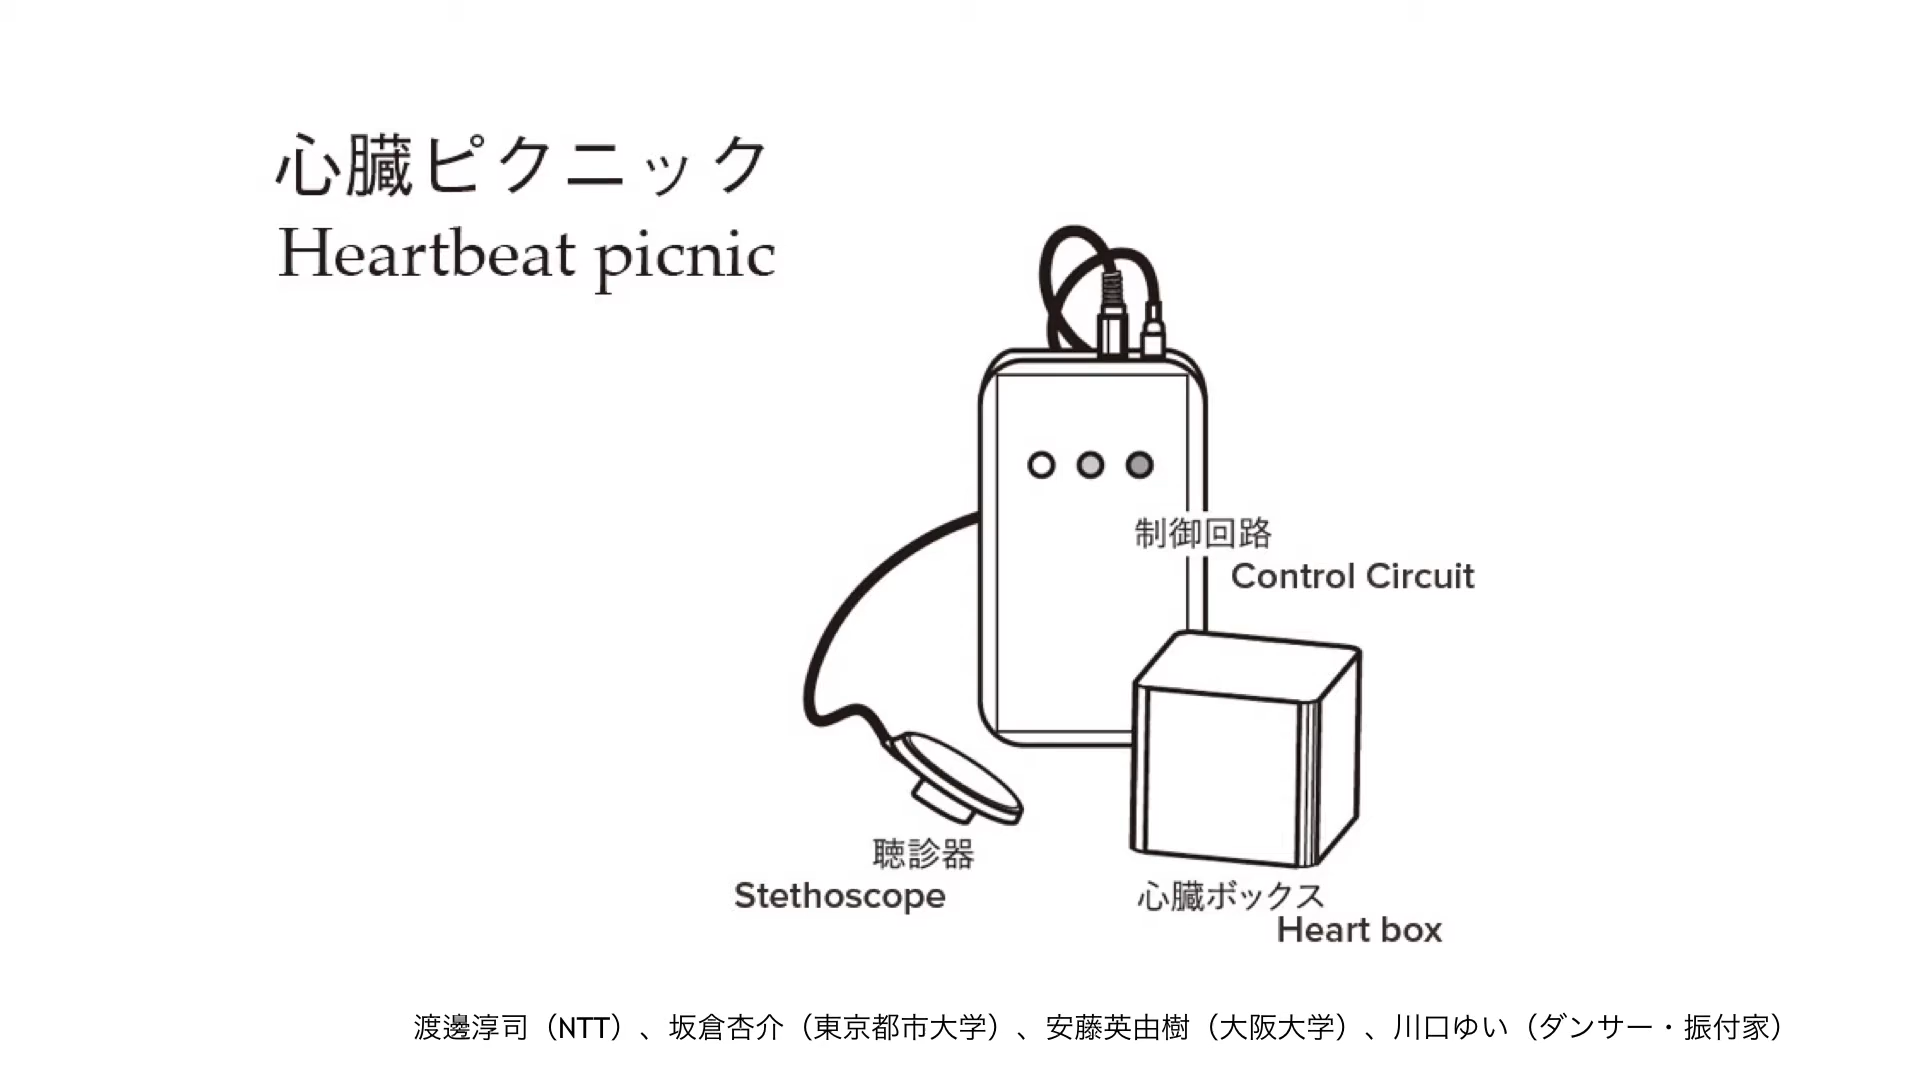 心臓ピクニック
Heartbeat picnic
制御回路
Control Circuit
聴診器
Stethoscope
心臓ボックス
Heart box
渡邊淳司（NTT）、坂倉杏介（東京都市大学）、安藤英由樹（大阪大学）、川口ゆい（ダンサー・振付家）